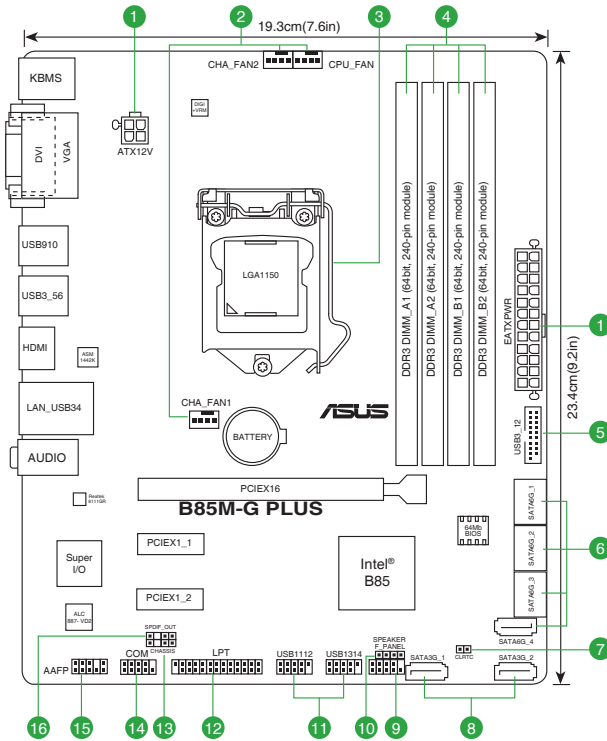 19.3cm(7.6in)
1
2
3
4
CHA_FAN2
CPU_FAN
KBMS
DIGI
+VRM
ATX12V
DVI
VGA
USB910
LGA1150
DDR3 DIMM_A1 (64bit, 240-pin module)
DDR3 DIMM_A2 (64bit, 240-pin module)
DDR3 DIMM_B1 (64bit, 240-pin module)
DDR3 DIMM_B2 (64bit, 240-pin module)
EATXPWR
1
23.4cm(9.2in)
USB3_56
HDMI
ASM
1442K
LAN_USB34
CHA_FAN1
ASUS
BATTERY
USB3_12
5
AUDIO
PCIEX16
Realtek
8111GR
B85M-G PLUS
SATA6G_1
64Mb
BIOS
PCIEX1_1
Super
I/O
Intel®
B85
SATA6G_2
6
SATA6G_3
PCIEX1_2
ALC
887- VD2
SPDIF_OUT
16
CHASSIS
SPEAKER
F_PANEL
SATA6G_4
CLRTC
7
AAFP
COM
LPT
USB1112
USB1314
SATA3G_1
SATA3G_2
15
14
13
12
11
10
9
8